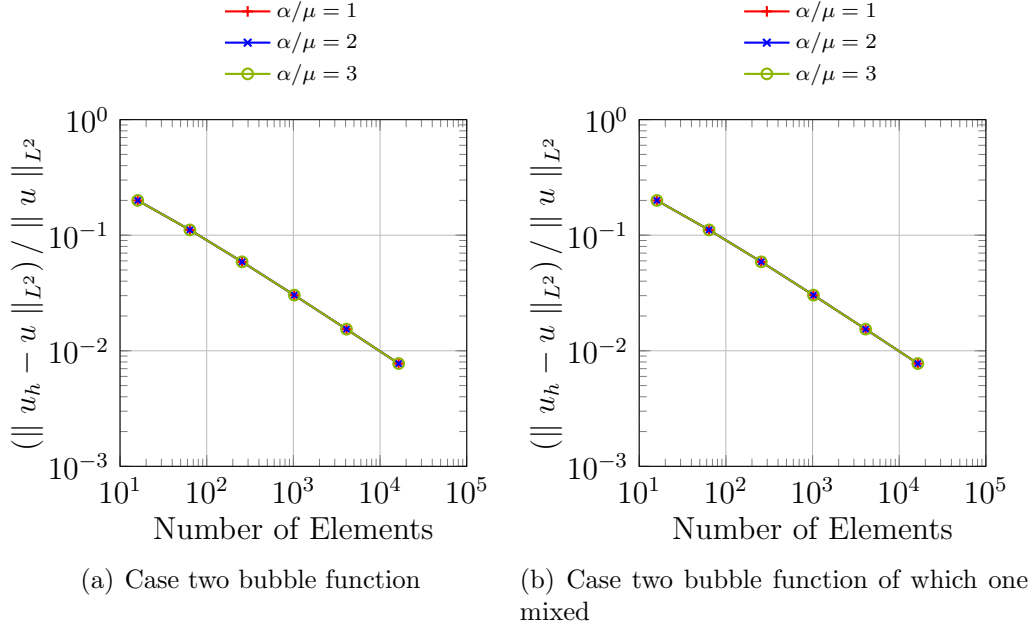 α/μ = 1
α/μ = 2
α/μ = 3
α/μ = 1
α/μ = 2
α/μ = 3
10^0
10^−1
10^−2
10^−3
10^1 10^2 10^3 10^4 10^5
(∥ u_h − u ∥_{L^2}) / ∥ u ∥_{L^2}
Number of Elements
(a) Case two bubble function
10^0
10^−1
10^−2
10^−3
10^1 10^2 10^3 10^4 10^5
(∥ u_h − u ∥_{L^2}) / ∥ u ∥_{L^2}
Number of Elements
(b) Case two bubble function of which one
mixed